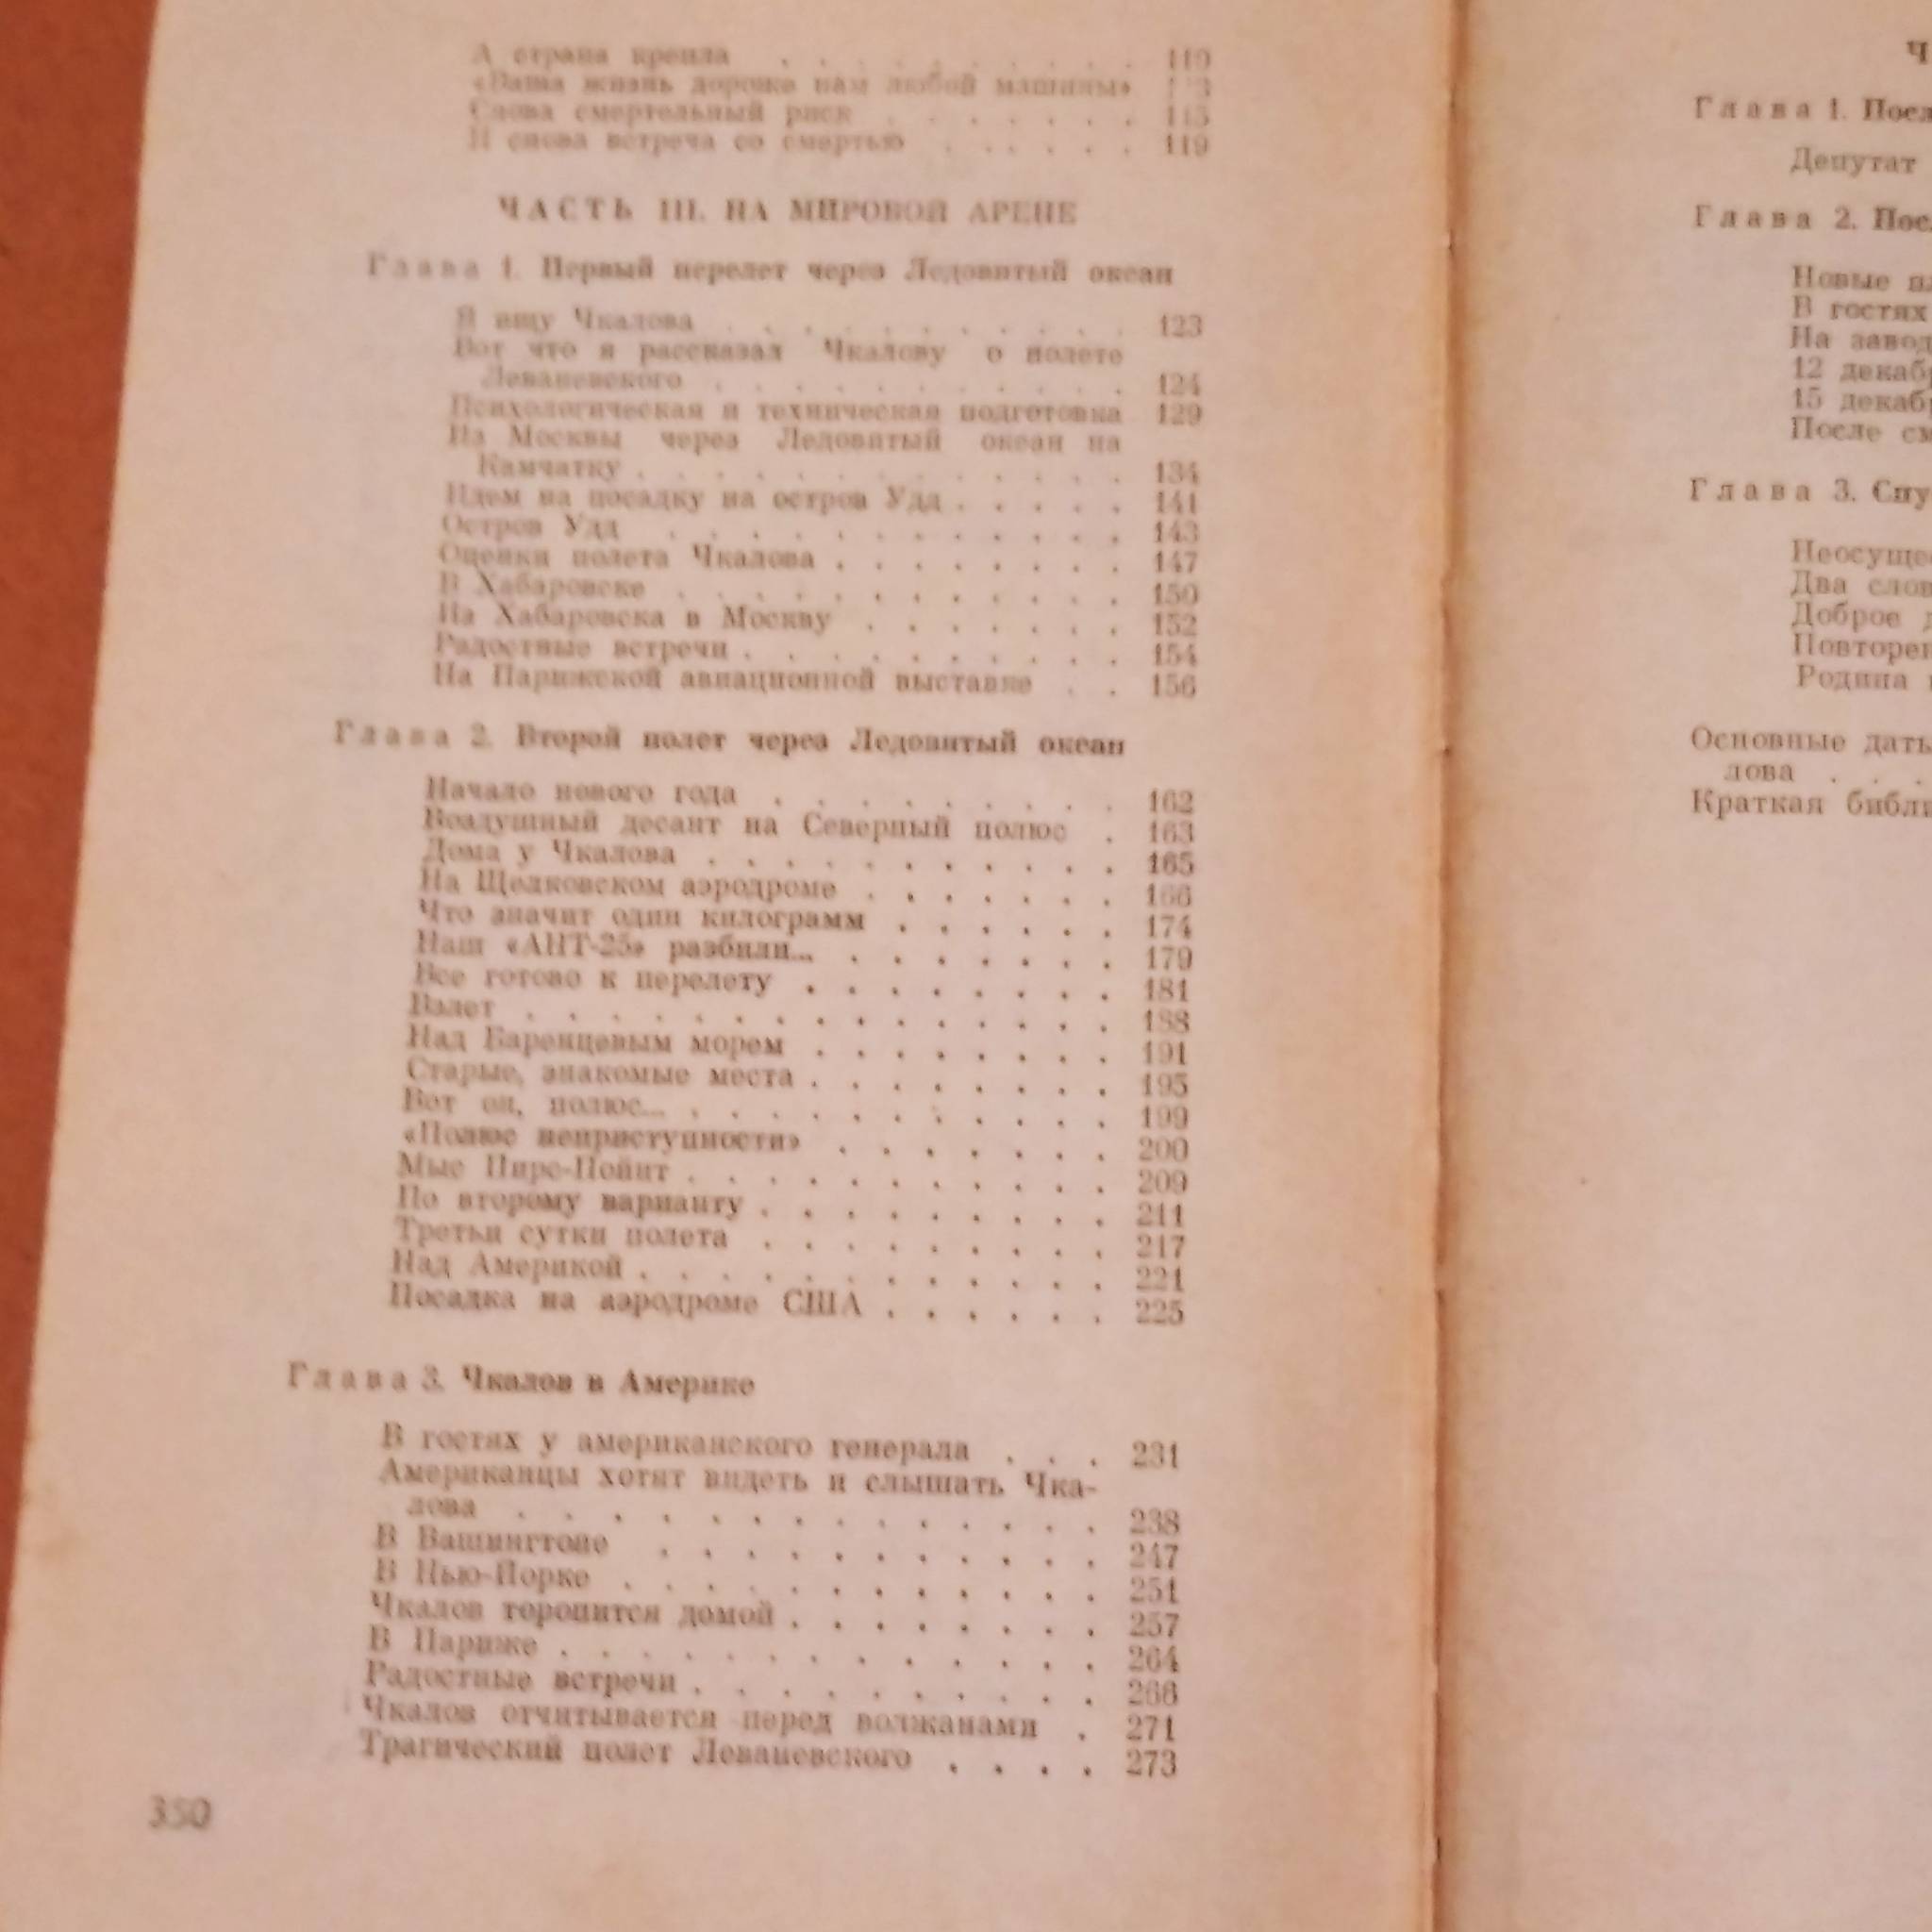 А страна крепла . . . . . . . . . 110
«Ваша жизнь дороже нам любой машины»
Снова смертельный риск . . . . . . . 115
И снова встреча со смертью . . . . . 119
ЧАСТЬ III. НА МИРОВОЙ АРЕНЕ
Глава 1. Первый перелет через Ледовитый океан
Я ищу Чкалова . . . . . . . . . . 123
Вот что я рассказал Чкалову о полете
Леваневского . . . . . . . . . . . 124
Психологическая и техническая подготовка 129
Из Москвы через Ледовитый океан на
Камчатку . . . . . . . . . . . . 134
Идем на посадку на остров Удд . . . . . 141
Остров Удд . . . . . . . . . . . 143
Оценки полета Чкалова . . . . . . . . 147
В Хабаровске . . . . . . . . . . . 150
Из Хабаровска в Москву . . . . . . . 152
Радостные встречи . . . . . . . . . . 154
На Парижской авиационной выставке . . 156
Глава 2. Второй полет через Ледовитый океан
Начало нового года . . . . . . . . . 162
Воздушный десант на Северный полюс . 163
Дома у Чкалова . . . . . . . . . . . 165
На Щелковском аэродроме . . . . . . . 166
Что значит один килограмм . . . . . . 174
Наш «АНТ-25» разбили... . . . . . . . 179
Все готово к перелету . . . . . . . . 181
Взлет . . . . . . . . . . . . . . . 188
Над Баренцевым морем . . . . . . . . 191
Старые, знакомые места . . . . . . . . 195
Вот он, полюс... . . . . . . . . . . . 199
«Полюс неприступности» . . . . . . . 200
Мыс Пирс-Пойнт . . . . . . . . . . . 209
По второму варианту . . . . . . . . . 211
Третьи сутки полета . . . . . . . . . 217
Над Америкой . . . . . . . . . . . . 221
Посадка на аэродроме США . . . . . . 225
Глава 3. Чкалов в Америке
В гостях у американского генерала . . . 231
Американцы хотят видеть и слышать Чка-
лова . . . . . . . . . . . . . . 238
В Вашингтоне . . . . . . . . . . . 247
В Нью-Йорке . . . . . . . . . . . . 251
Чкалов торопится домой . . . . . . . . 257
В Париже . . . . . . . . . . . . . 264
Радостные встречи . . . . . . . . . . 266
Чкалов отчитывается перед волжанами . 271
Трагический полет Леваневского . . . . 273
350
Ч
Глава 1. Посл
Депутат
Глава 2. Посл
Новые пл
В гостях
На завод
12 декабр
15 декабр
После см
Глава 3. Спу
Неосущес
Два слов
Доброе д
Повторен
Родина
Основные даты
лова . . .
Краткая библи